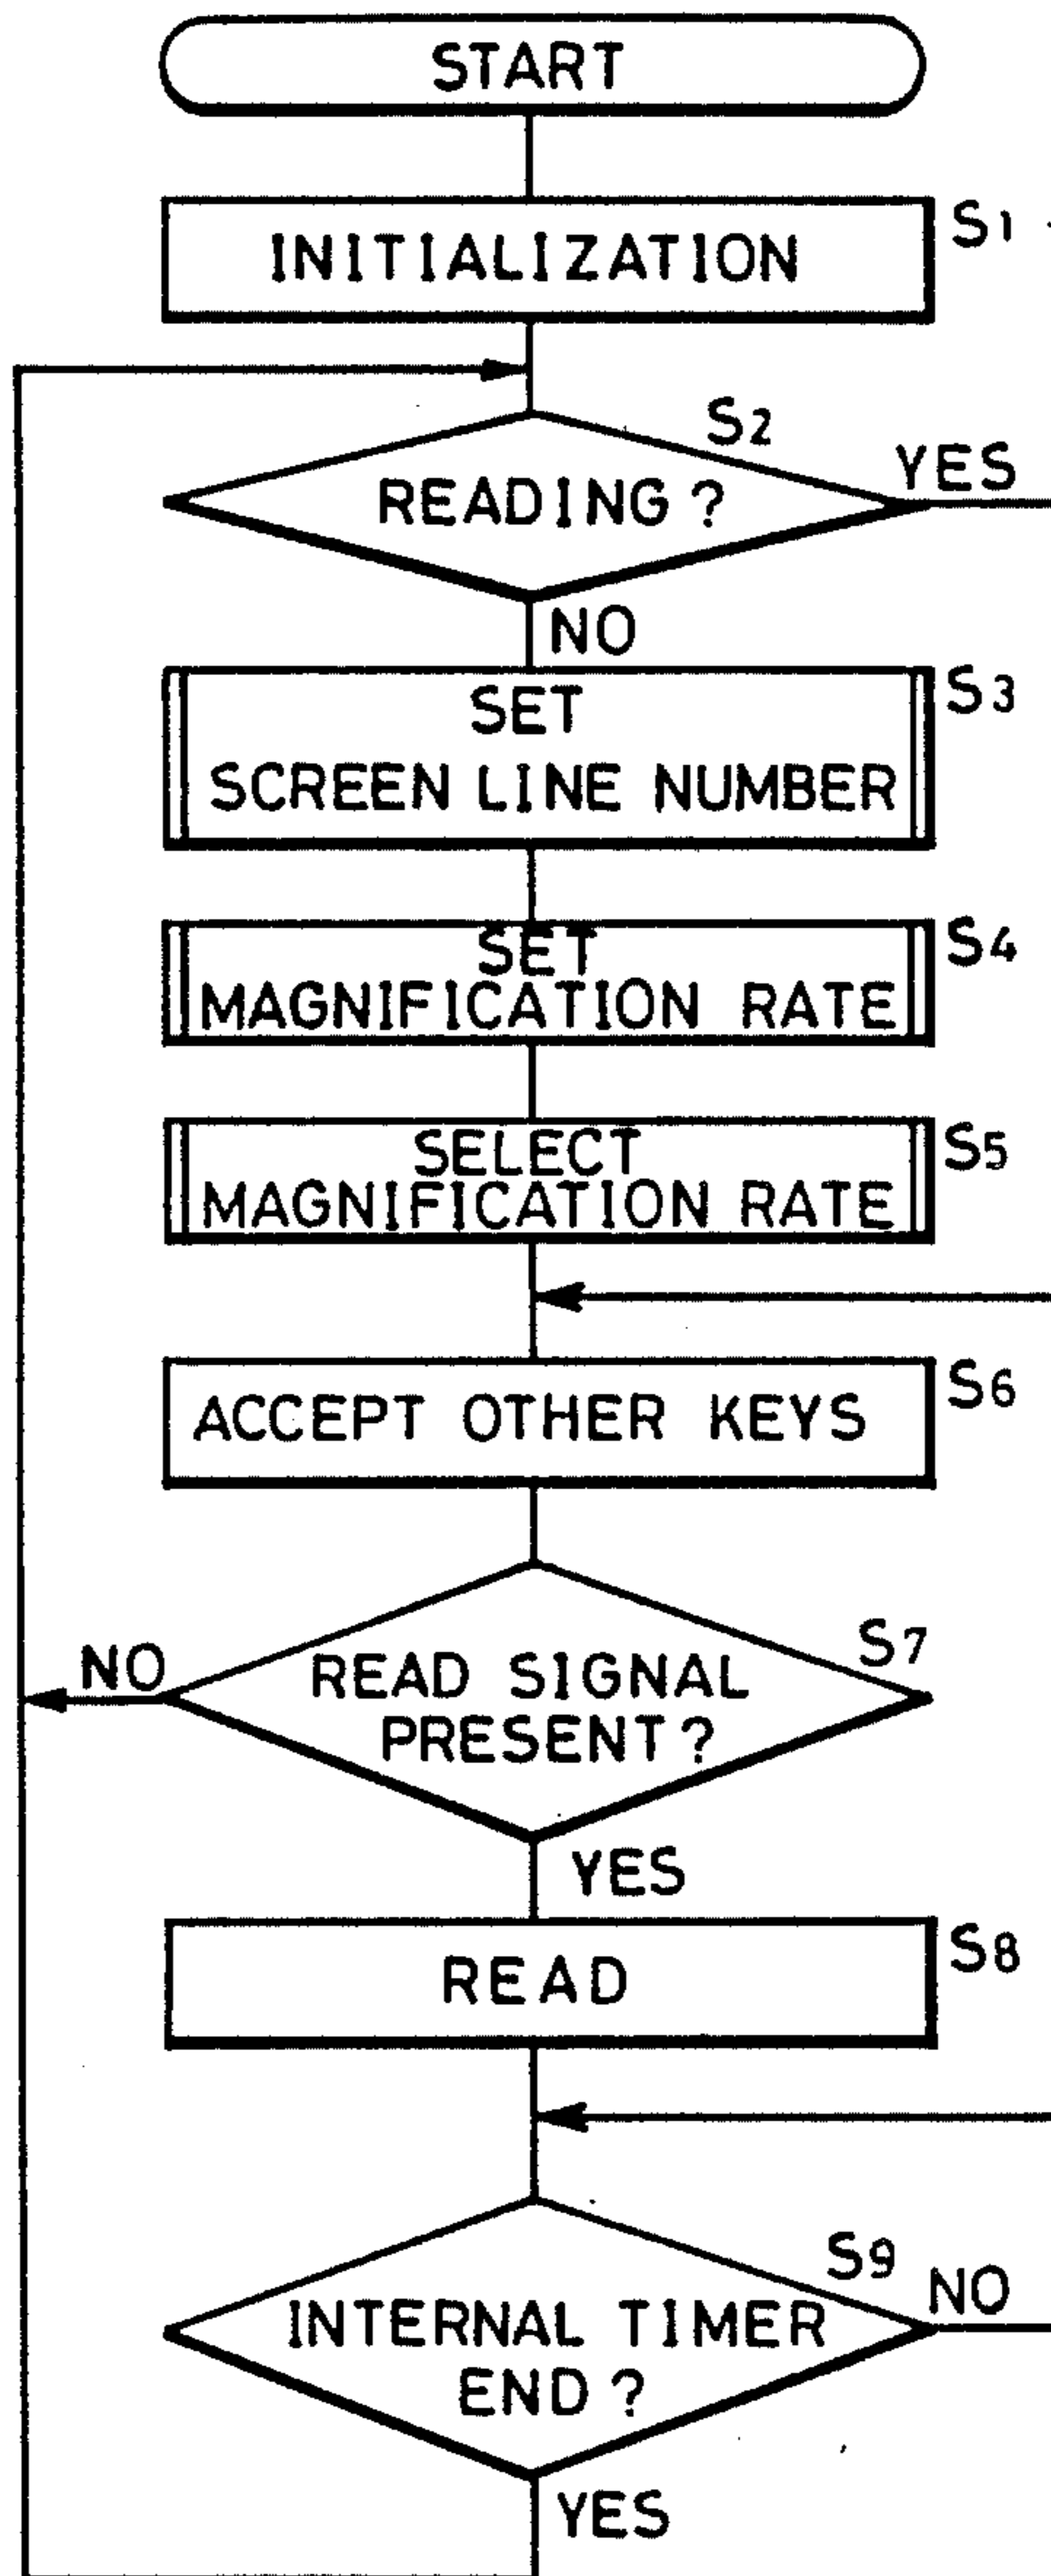 START
INITIALIZATION
S1
S2
READING?
YES
NO
SET
SCREEN LINE NUMBER
S3
SET
MAGNIFICATION RATE
S4
SELECT
MAGNIFICATION RATE
S5
ACCEPT OTHER KEYS
S6
S7
NO
READ SIGNAL
PRESENT?
YES
READ
S8
S9
NO
INTERNAL TIMER
END?
YES